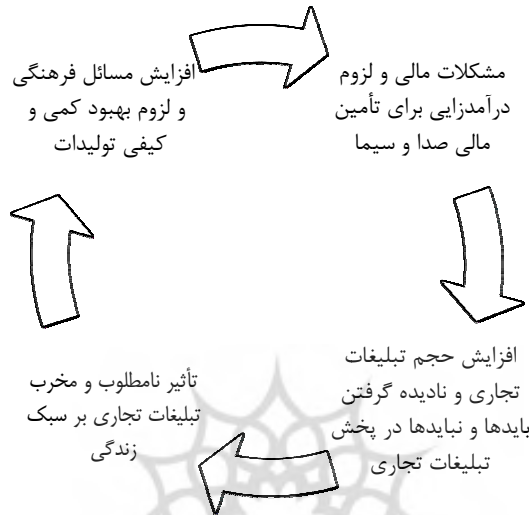 مشکلات مالی و لزوم
درآمدزایی برای تأمین
مالی صدا و سیما
افزایش حجم تبلیغات
تجاری و نادیده گرفتن
بایدها و نبایدها در پخش
تبلیغات تجاری
تأثیر نامطلوب و مخرب
تبلیغات تجاری بر سبک
زندگی
افزایش مسائل فرهنگی
و لزوم بهبود کمی و
کیفی تولیدات